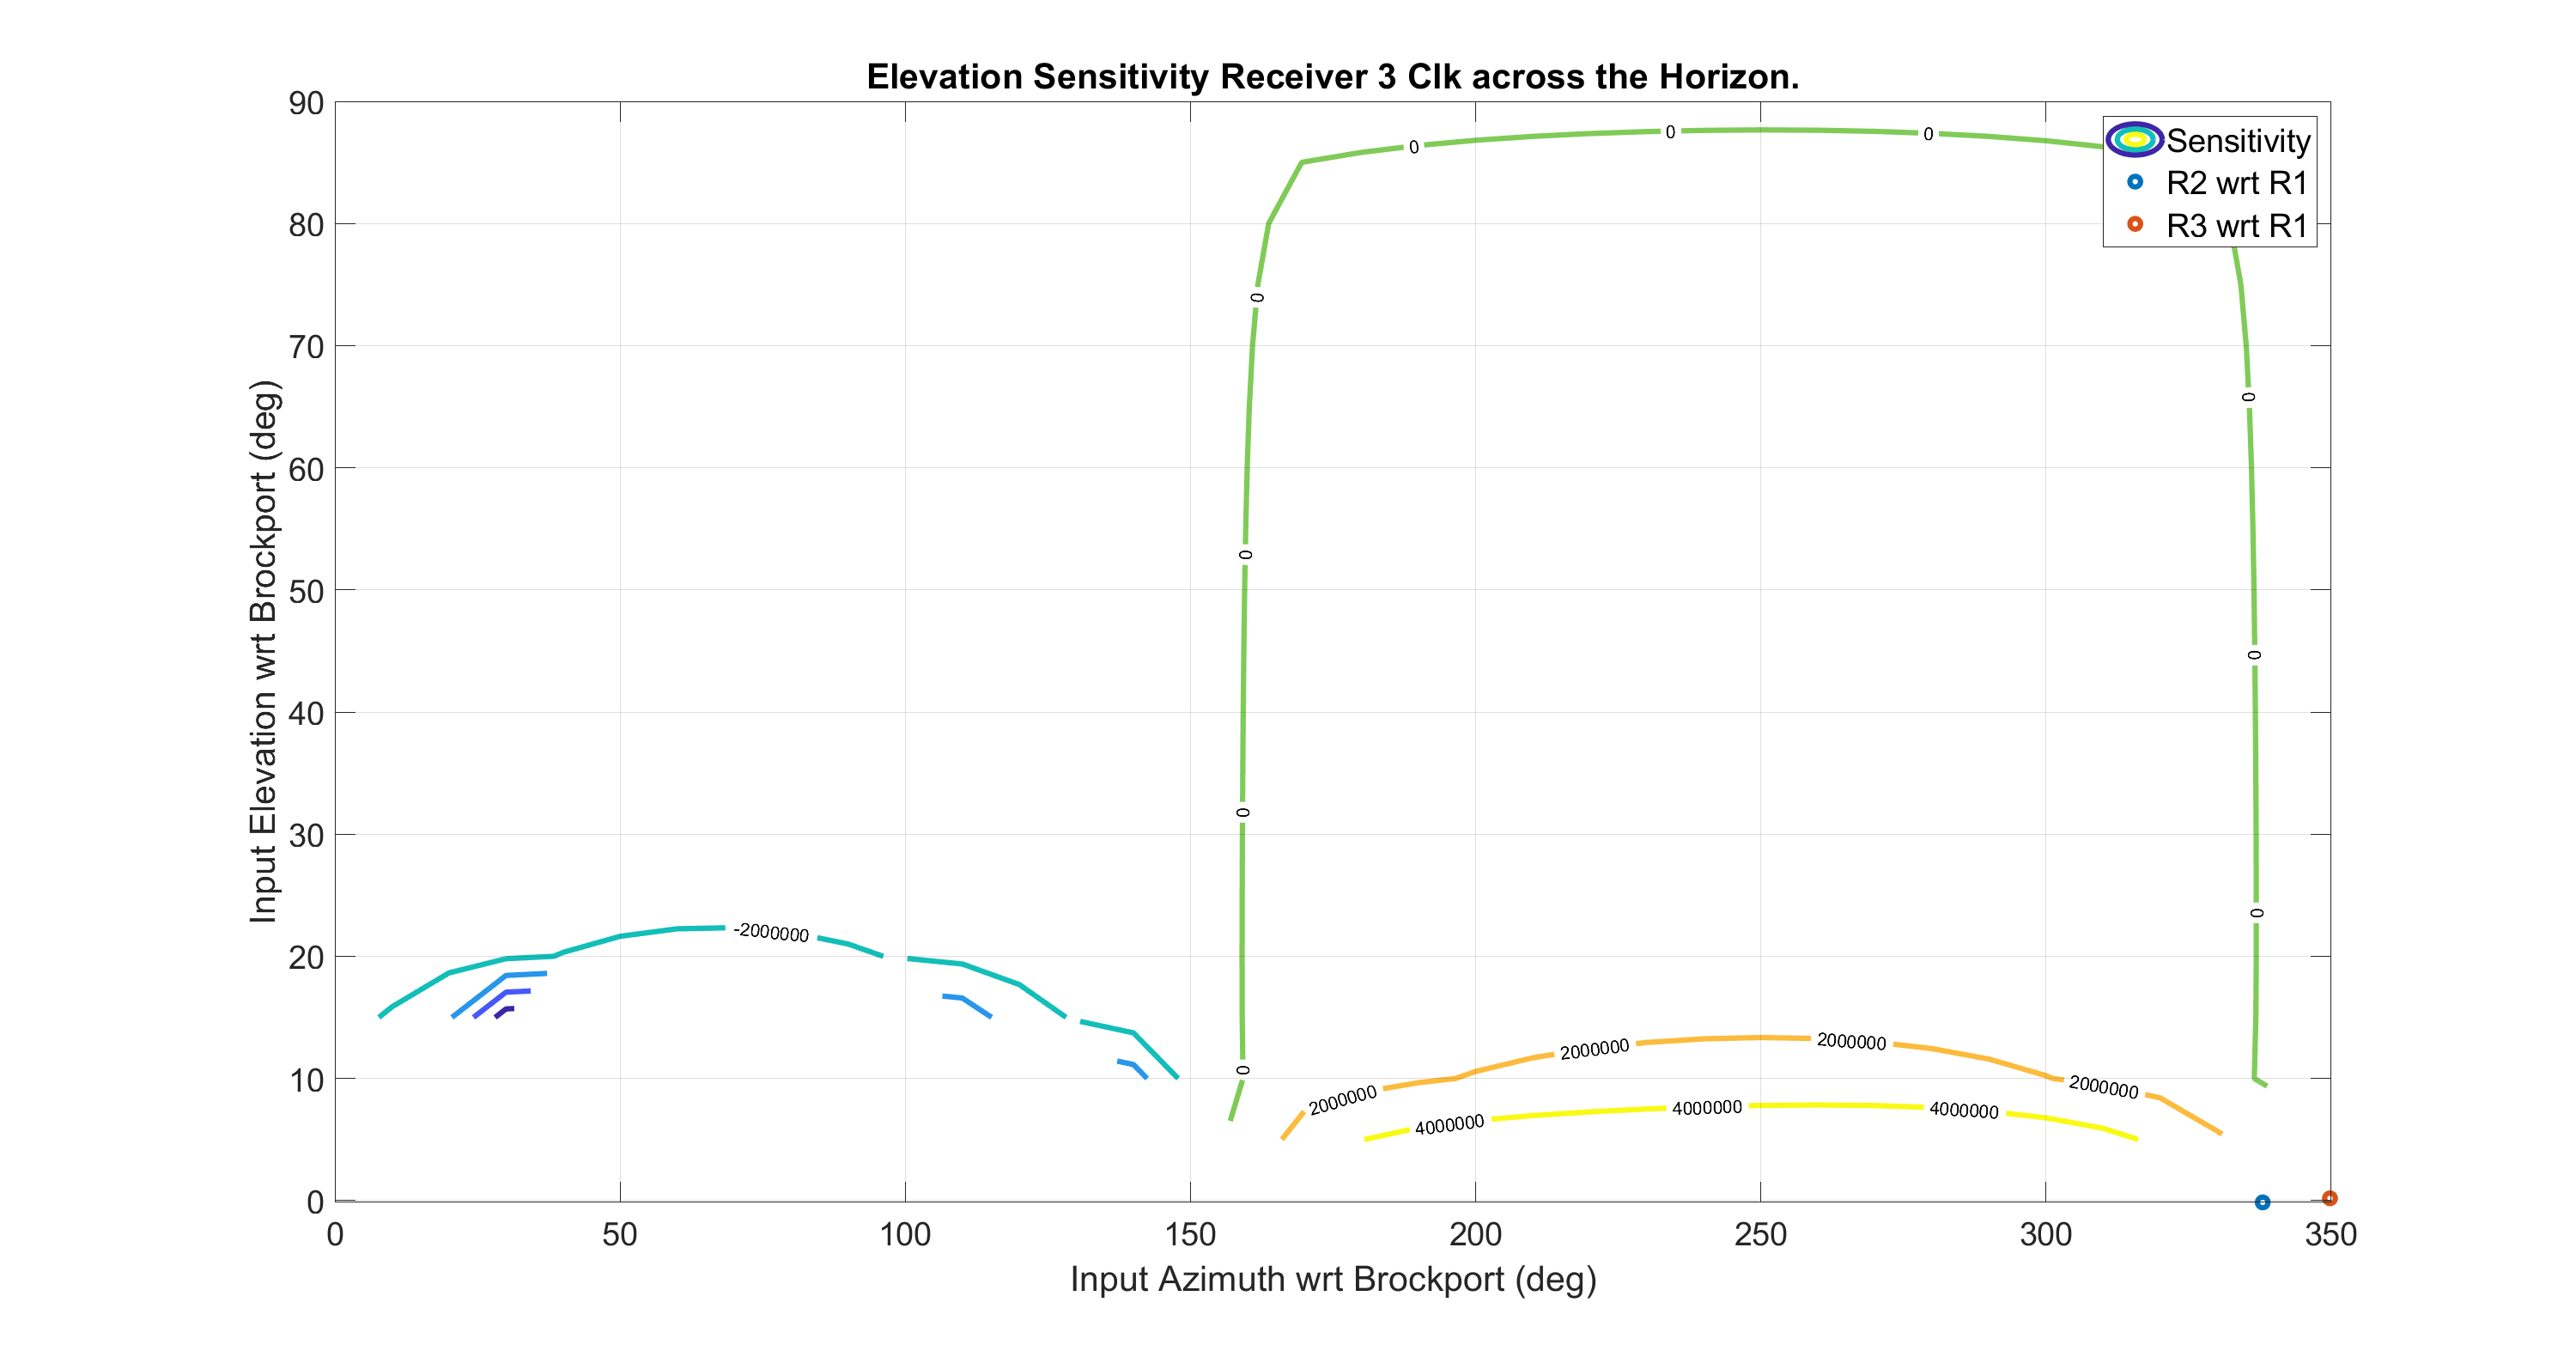 Elevation Sensitivity Receiver 3 Clk across the Horizon.
90
80
70
60
50
40
30
20
10
0
Input Elevation wrt Brockport (deg)
0 50 100 150 200 250 300 350
Input Azimuth wrt Brockport (deg)
Sensitivity
R2 wrt R1
R3 wrt R1
0 0 0
0
0
0
0
0
0
0
0
-2000000
2000000 2000000 2000000 2000000
4000000 4000000 4000000